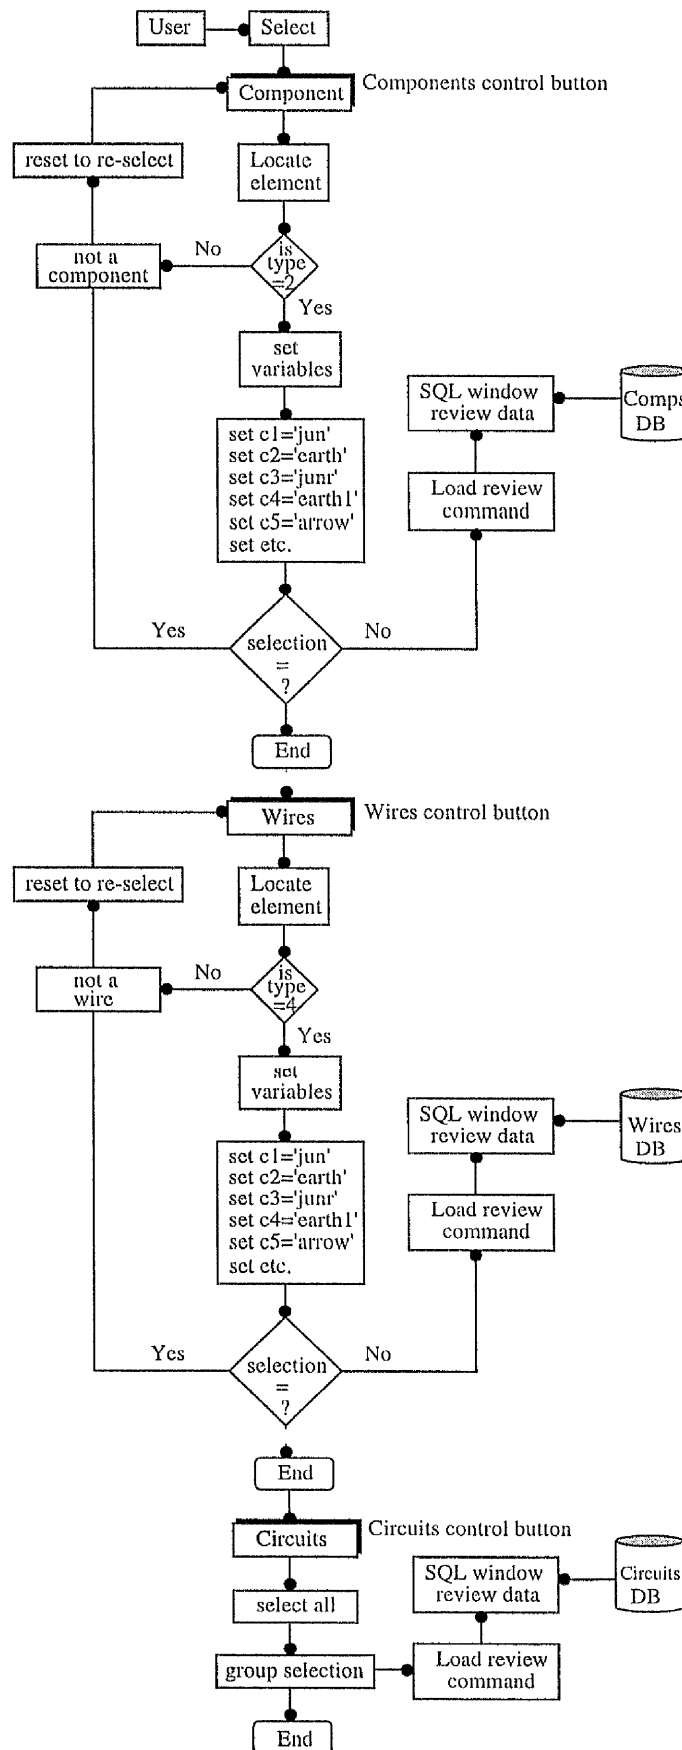 User
Select
Component
Components control button
reset to re-select
Locate
element
not a
component
No
is
type
=2
Yes
set
variables
SQL window
review data
Comps
DB
set c1='jun'
set c2='earth'
set c3='junr'
set c4='earth1'
set c5='arrow'
set etc.
Load review
command
Yes
selection
=
?
No
End
Wires
Wires control button
reset to re-select
Locate
element
not a
wire
No
is
type
=4
Yes
set
variables
SQL window
review data
Wires
DB
set c1='jun'
set c2='earth'
set c3='junr'
set c4='earth1'
set c5='arrow'
set etc.
Load review
command
Yes
selection
=
?
No
End
Circuits
Circuits control button
SQL window
review data
Circuits
DB
select all
group selection
Load review
command
End